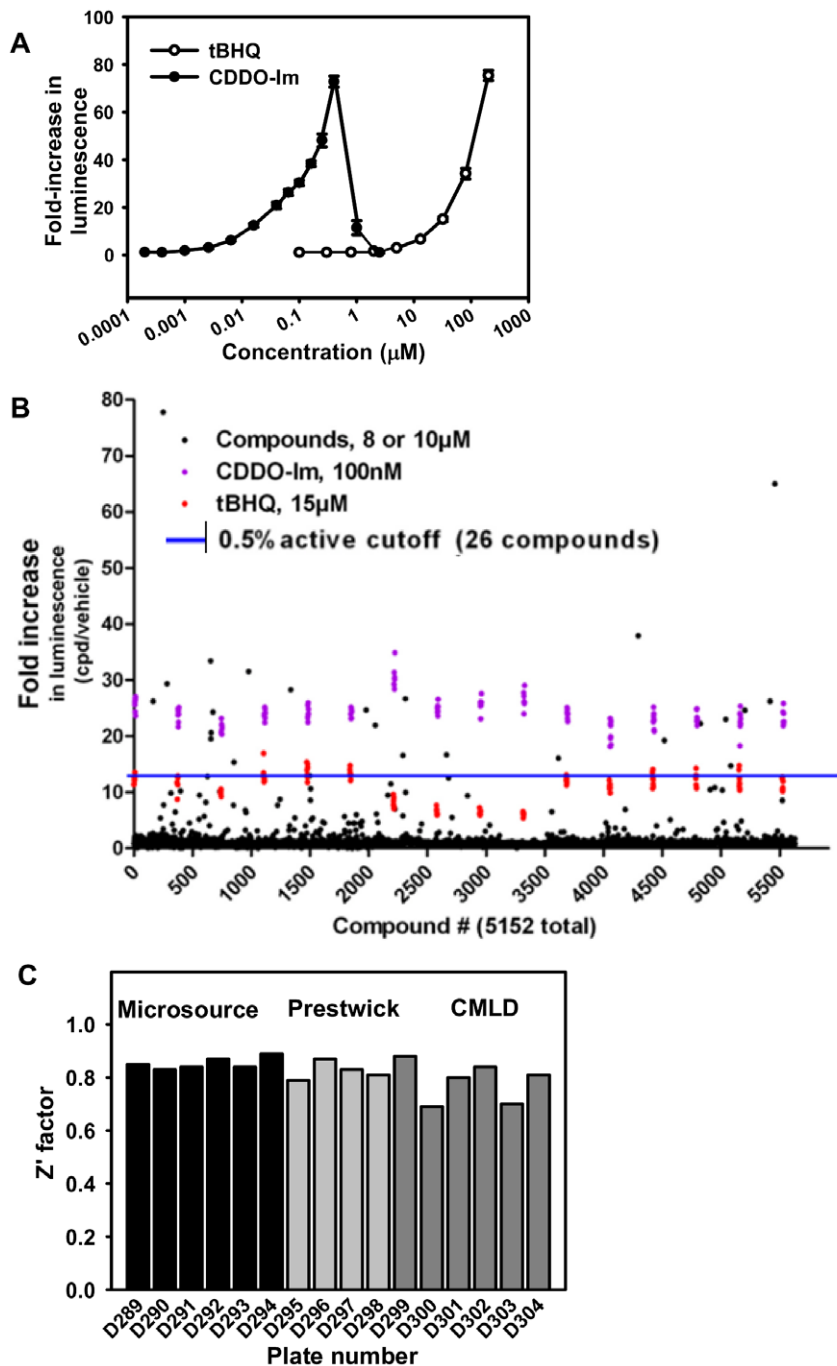 A
100
80
60
40
20
0
Fold-increase in
luminescence
tBHQ
CDDO-Im
0.0001
0.001
0.01
0.1
1
10
100
1000
Concentration (μM)
B
80
70
60
50
40
30
20
10
0
Fold increase
in luminescence
(cpd/vehicle)
Compounds, 8 or 10μM
CDDO-Im, 100nM
tBHQ, 15μM
0.5% active cutoff (26 compounds)
0
500
1000
1500
2000
2500
3000
3500
4000
4500
5000
5500
Compound # (5152 total)
C
Microsource
Prestwick
CMLD
1.0
0.8
0.6
0.4
0.2
0.0
Z' factor
D289
D290
D291
D292
D293
D294
D295
D296
D297
D298
D299
D300
D301
D302
D303
D304
Plate number